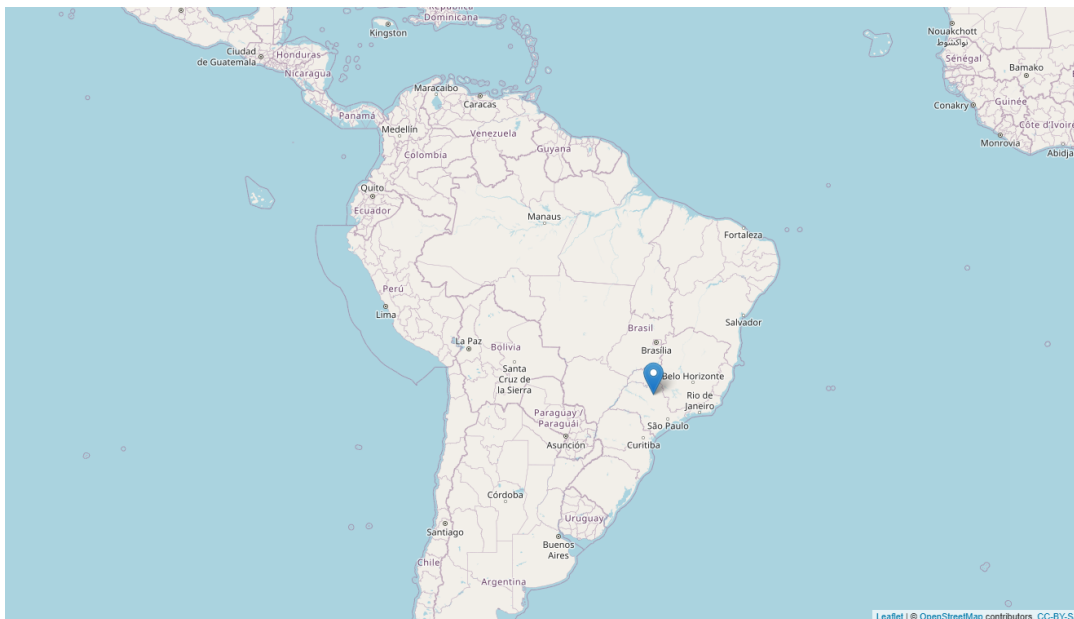 República
Dominicana
Kingston
Nouakchott
نواكشوط
Ciudad
de Guatemala
Honduras
Sénégal
Nicaragua
Bamako
Maracaibo
Caracas
Conakry
Guinée
Panamá
Medellín
Venezuela
Côte d'Ivoire
Guyana
Monrovia
Abidja
Colombia
Quito
Ecuador
Manaus
Fortaleza
Perú
Lima
Salvador
Brasil
La Paz
Bolivia
Brasília
Santa
Cruz de
la Sierra
Belo Horizonte
Rio de
Janeiro
Paraguay /
Paraguái
São Paulo
Asunción
Curitiba
Córdoba
Uruguay
Santiago
Buenos
Aires
Chile
Argentina
Leaflet | © OpenStreetMap contributors, CC-BY-S